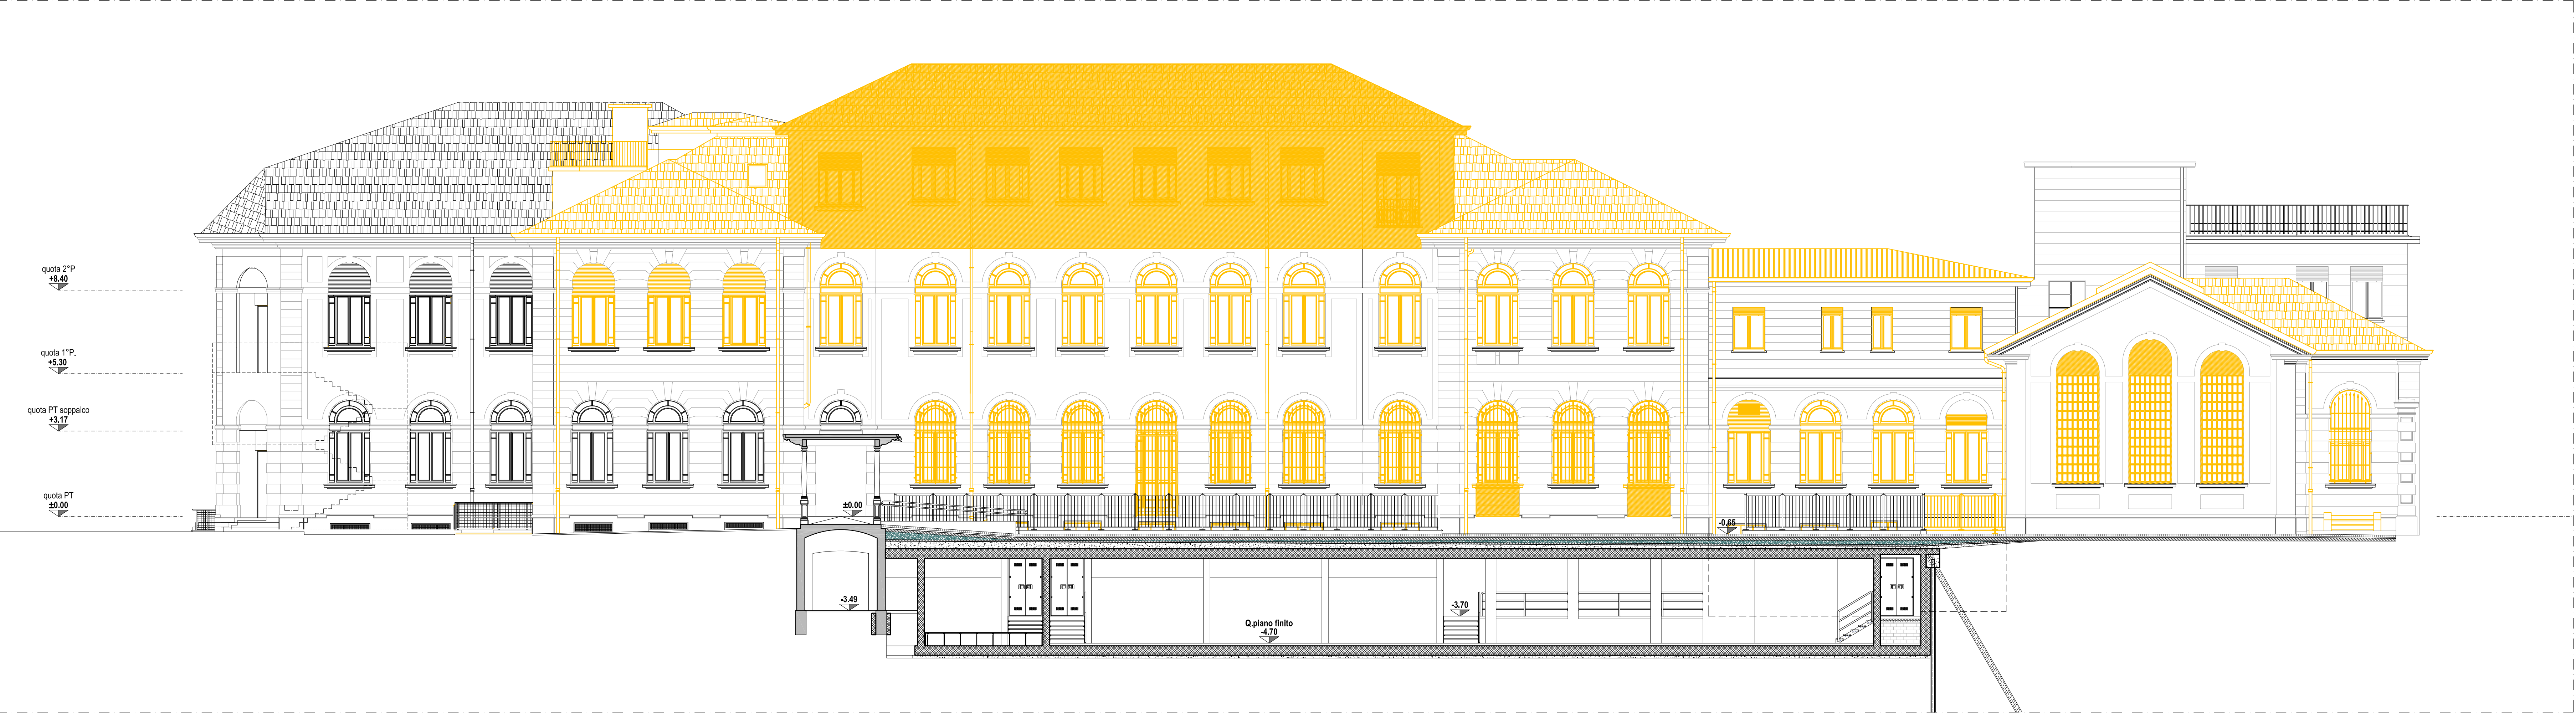 quota 2°P
+8.40
quota 1°P.
+5.30
quota PT soppalco
+3.17
quota PT
±0.00
±0.00
-0.65
-3.49
-3.70
Q.piano finito
-4.70